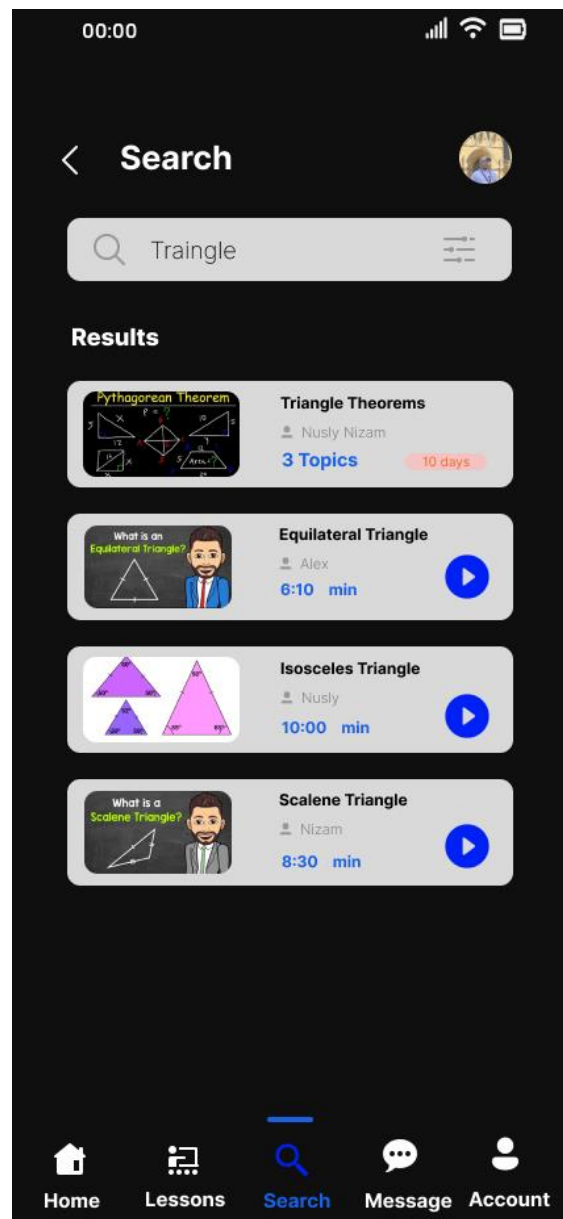 00:00
Search
Traingle
Results
Pythagorean Theorem
P = ?
Triangle Theorems
Nusly Nizam
3 Topics
10 days
What is an
Equilateral Triangle?
Equilateral Triangle
Alex
6:10 min
Isosceles Triangle
Nusly
10:00 min
What is a
Scalene Triangle?
Scalene Triangle
Nizam
8:30 min
Home Lessons Search Message Account